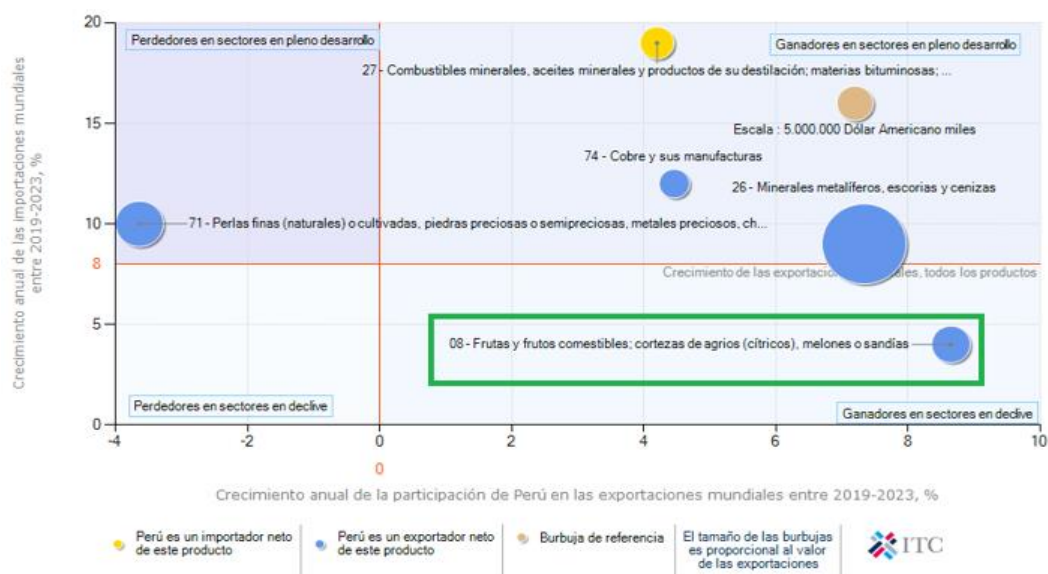 20
Perdedores en sectores en pleno desarrollo
Ganadores en sectores en pleno desarrollo
27 - Combustibles minerales, aceites minerales y productos de su destilación; materias bituminosas; ...
15
Escala : 5.000.000 Dólar Americano miles
74 - Cobre y sus manufacturas
26 - Minerales metalíferos, escorias y cenizas
10
71 - Perlas finas (naturales) o cultivadas, piedras preciosas o semipreciosas, metales preciosos, ch...
8
Crecimiento de las todos los productos
5
08 - Frutas y frutos comestibles; cortezas de agrios (cítricos), melones o sandías
Perdedores en sectores en declive
Ganadores en sectores en declive
0
-4 -2 0 2 4 6 8 10
0
Crecimiento anual de las importaciones mundiales
entre 2019-2023, %
Crecimiento anual de la participación de Perú en las exportaciones mundiales entre 2019-2023, %
Perú es un importador neto
de este producto
Perú es un exportador neto
de este producto
Burbuja de referencia
El tamaño de las burbujas
es proporcional al valor
de las exportaciones
ITC